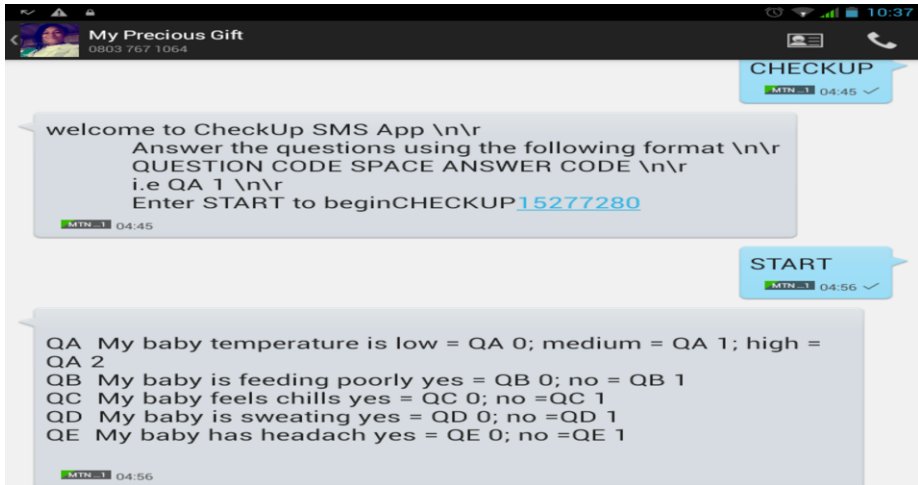 10:37
My Precious Gift
0803 767 1064
CHECKUP
MTN...1 04:45
welcome to CheckUp SMS App \n\r
Answer the questions using the following format \n\r
QUESTION CODE SPACE ANSWER CODE \n\r
i.e QA 1 \n\r
Enter START to beginCHECKUP15277280
MTN...1 04:45
START
MTN...1 04:56
QA My baby temperature is low = QA 0; medium = QA 1; high =
QA 2
QB My baby is feeding poorly yes = QB 0; no = QB 1
QC My baby feels chills yes = QC 0; no =QC 1
QD My baby is sweating yes = QD 0; no =QD 1
QE My baby has headach yes = QE 0; no =QE 1
MTN...1 04:56